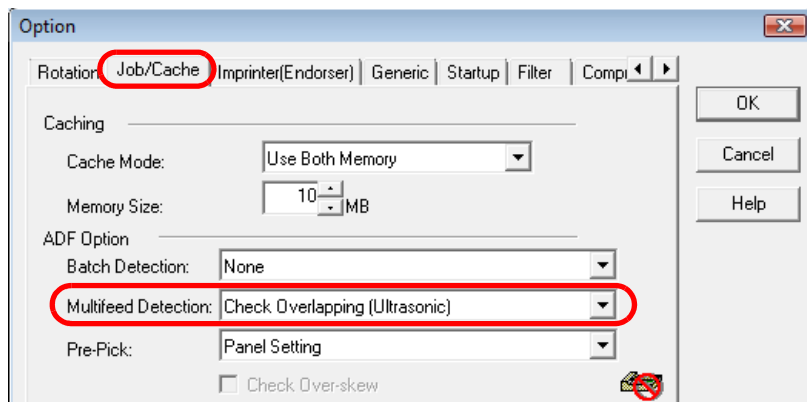 Option
Rotation Job/Cache Imprinter(Endorser) Generic Startup Filter
OK
Caching
Cache Mode: Use Both Memory
Cancel
Memory Size: 10 MB
Help
ADF Option
Batch Detection: None
Multifeed Detection: Check Overlapping (Ultrasonic)
Pre-Pick: Panel Setting
Check Over-skew